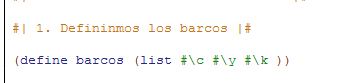 #| 1. Defininmos los barcos |#
(define barcos (list #\c #\y #\k ))